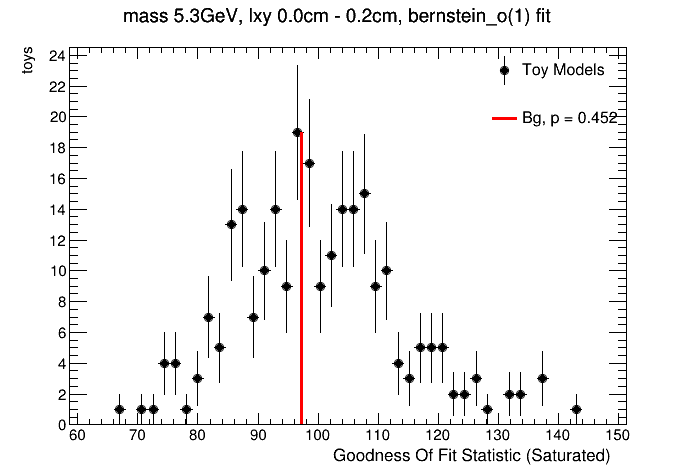 mass 5.3GeV, lxy 0.0cm - 0.2cm, bernstein_o(1) fit
toys
24
22
20
18
16
14
12
10
8
6
4
2
0
Toy Models
Bg, p = 0.452
60 70 80 90 100 110 120 130 140 150
Goodness Of Fit Statistic (Saturated)